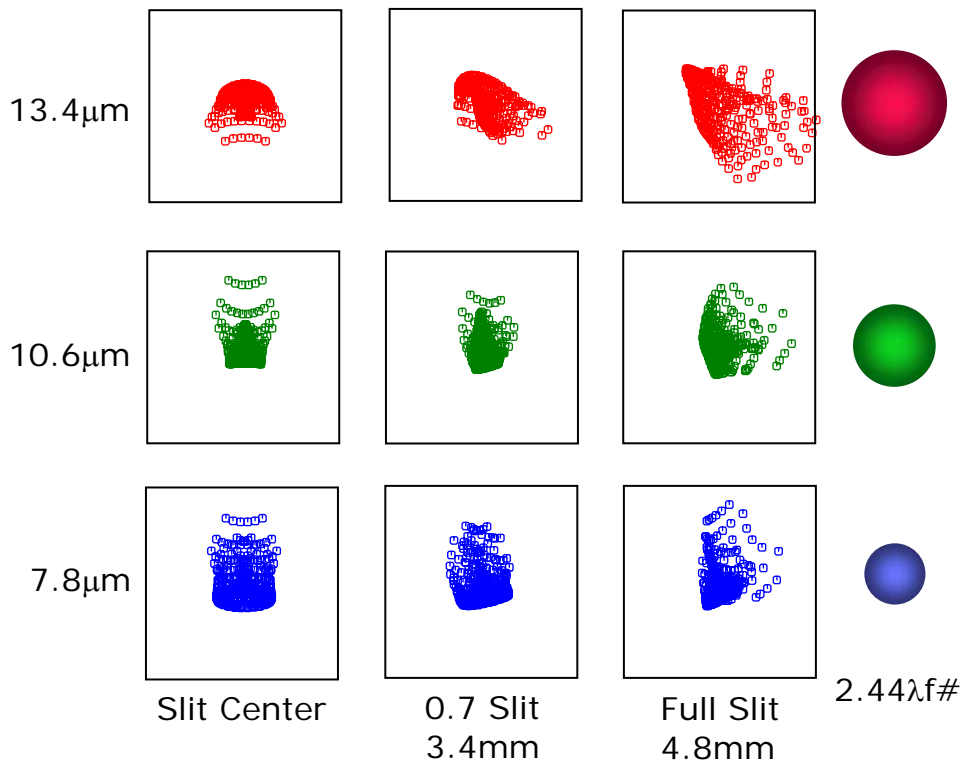 13.4μm
10.6μm
7.8μm
Slit Center
0.7 Slit
3.4mm
Full Slit
4.8mm
2.44λf#